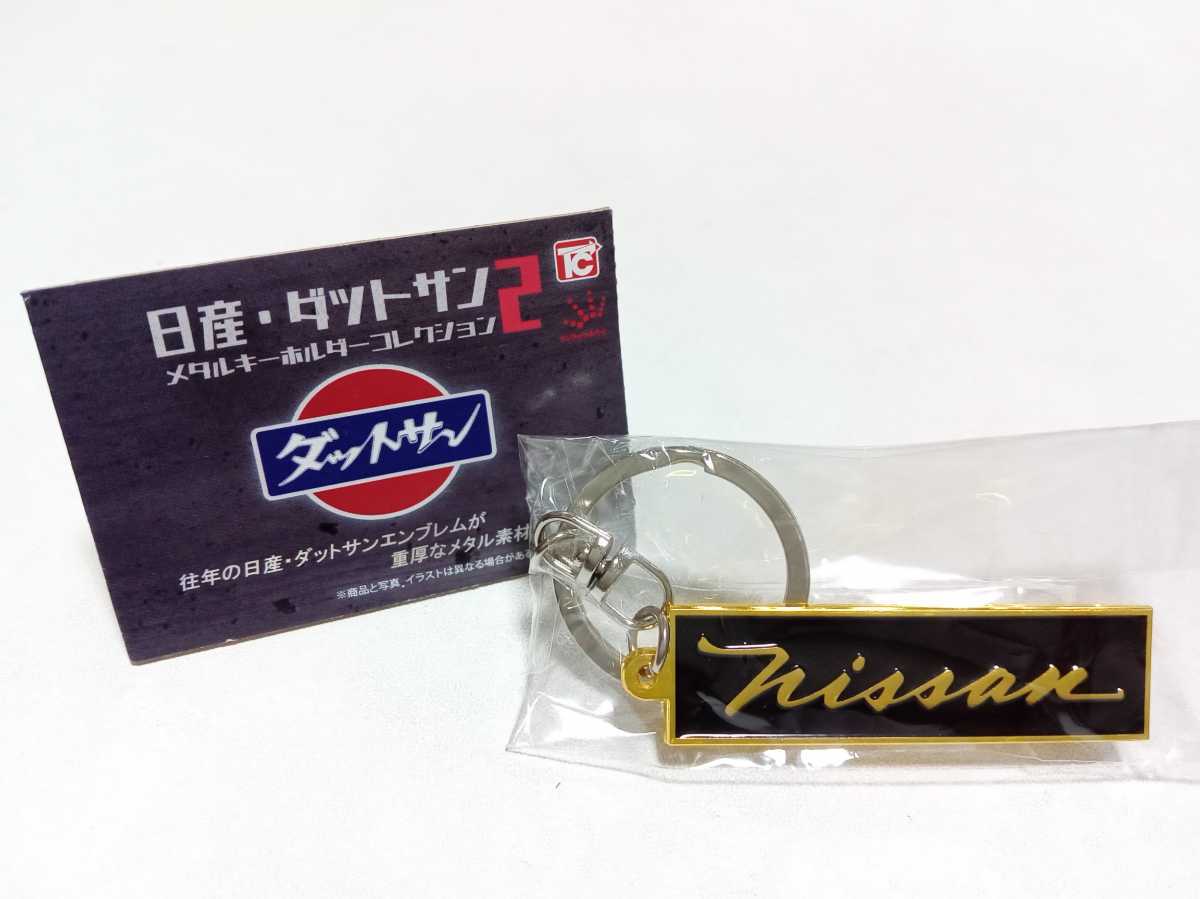 TC
日産・ダットサン2
メタルキーホルダーコレクション
ダットサン
往年の日産・ダットサンエンブレムが
重厚なメタル素材
※商品と写真、イラストは異なる場合がある
nissan